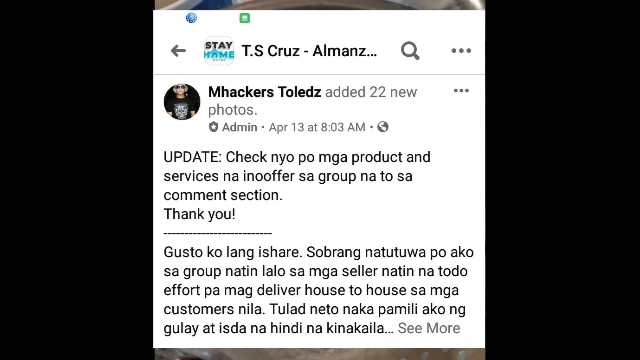 STAY
HOME
T.S Cruz - Almanz...
Mhackers Toledz added 22 new
photos.
Admin • Apr 13 at 8:03 AM •
UPDATE: Check nyo po mga product and
services na inooffer sa group na to sa
comment section.
Thank you!
---------------------------
Gusto ko lang ishare. Sobrang natutuwa po ako
sa group natin lalo sa mga seller natin na todo
effort pa mag deliver house to house sa mga
customers nila. Tulad neto naka pamili ako ng
gulay at isda na hindi na kinakaila... See More